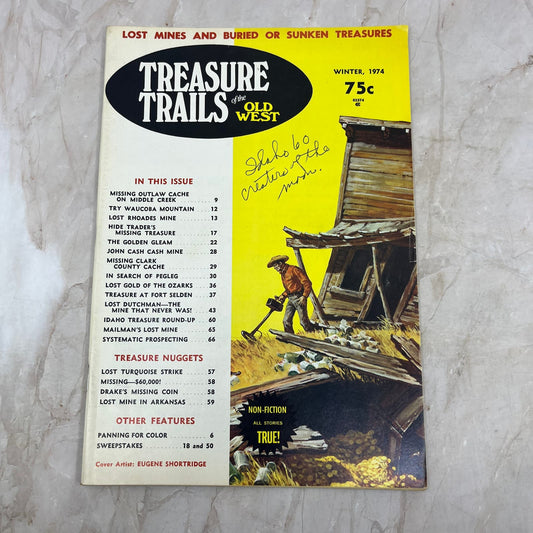 LOST MINES AND BURIED OR SUNKEN TREASURES
TREASURE
TRAILS of the OLD
WEST
WINTER, 1974
75c
Idaho 60
craters of the
moon.
IN THIS ISSUE
MISSING OUTLAW CACHE
ON MIDDLE CREEK . . . . 9
TRY WAUCOBA MOUNTAIN . . . 12
LOST RHOADES MINE . . . . 13
HIDE TRADER'S
MISSING TREASURE . . . . 17
THE GOLDEN GLEAM . . . . 22
JOHN CASH CASH MINE . . . . 28
MISSING CLARK
COUNTY CACHE . . . . 29
IN SEARCH OF PEGLEG . . . . 30
LOST GOLD OF THE OZARKS . . 36
TREASURE AT FORT SELDEN . . 37
LOST DUTCHMAN—THE
MINE THAT NEVER WAS! . . 43
IDAHO TREASURE ROUND-UP . . 60
MAILMAN'S LOST MINE . . . . 65
SYSTEMATIC PROSPECTING . . . 66
TREASURE NUGGETS
LOST TURQUOISE STRIKE . . . . 57
MISSING—$60,000! . . . . 58
DRAKE'S MISSING COIN . . . . 58
LOST MINE IN ARKANSAS . . . . 59
OTHER FEATURES
PANNING FOR COLOR . . . . 6
SWEEPSTAKES . . . . 18 and 50
Cover Artist: EUGENE SHORTRIDGE
NON-FICTION
ALL STORIES
TRUE!